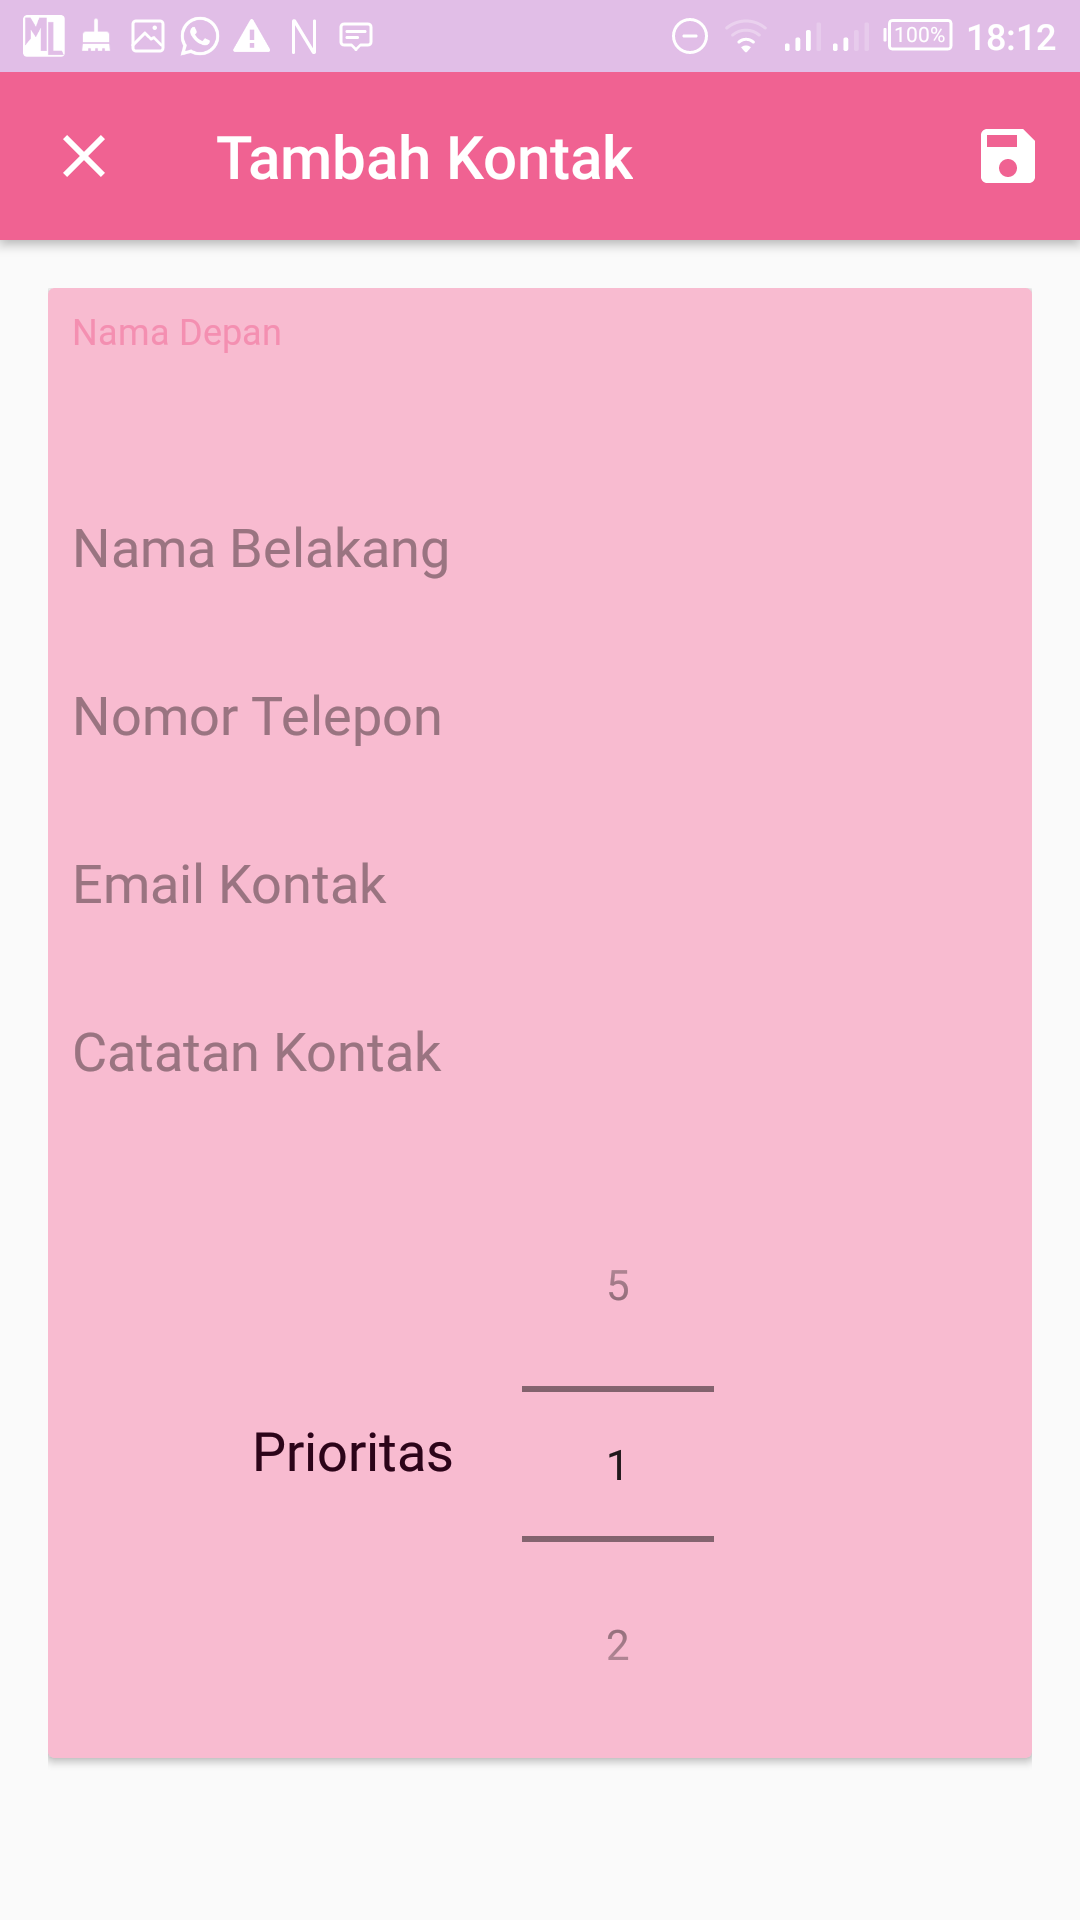 100% 18:12
Tambah Kontak
Nama Depan
Nama Belakang
Nomor Telepon
Email Kontak
Catatan Kontak
5
Prioritas 1
2